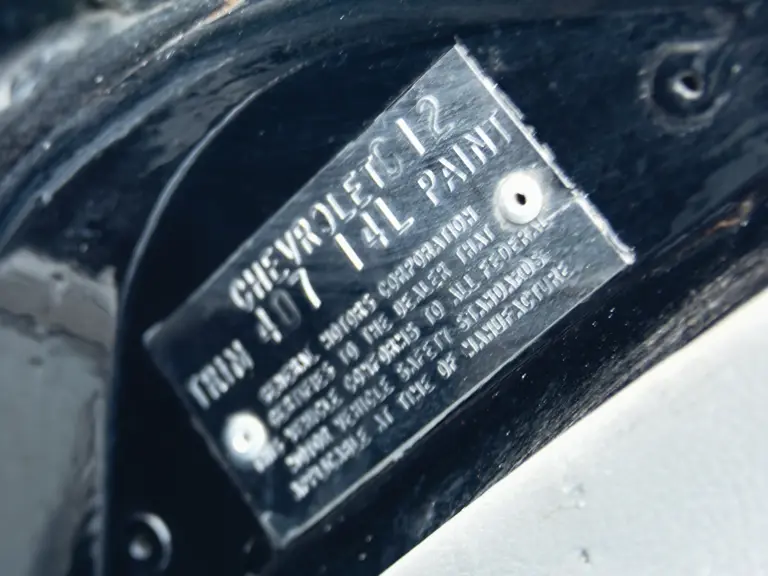 CHEVROLET C12
TRIM 407 14L PAINT
GENERAL MOTORS CORPORATION
CERTIFIES TO THE DEALER THAT
THIS VEHICLE CONFORMS TO ALL FEDERAL
MOTOR VEHICLE SAFETY STANDARDS
APPLICABLE AT TIME OF MANUFACTURE